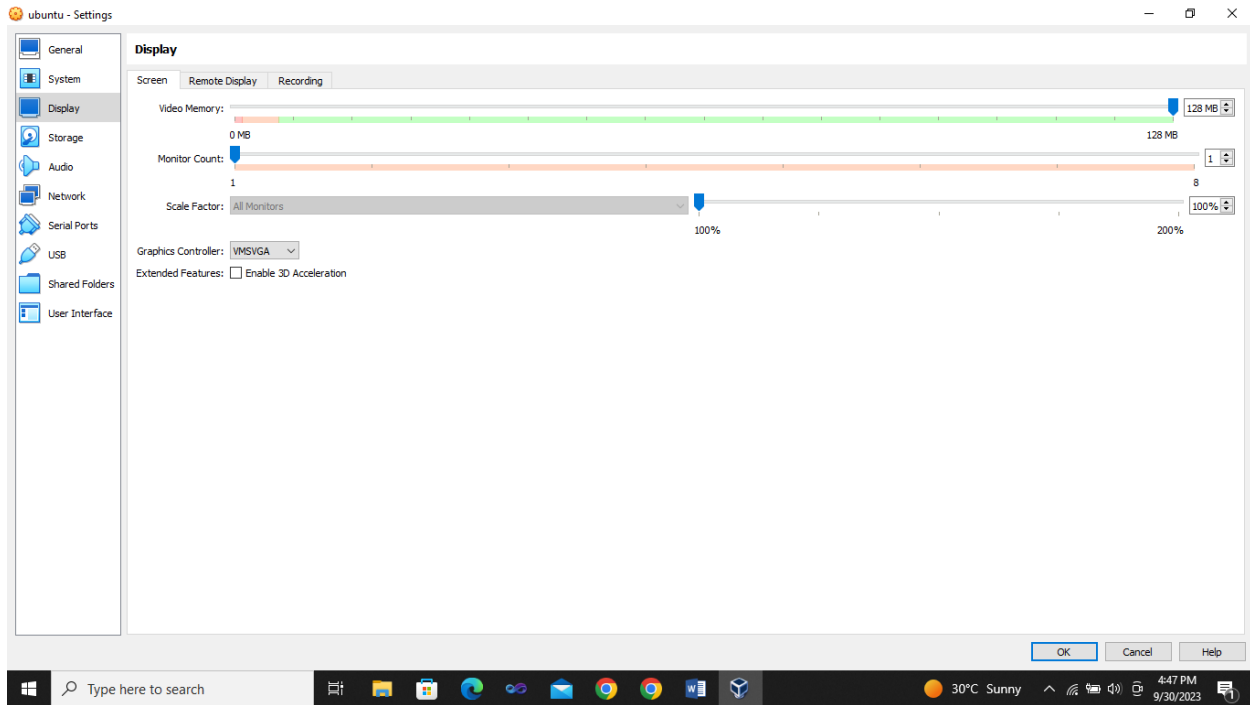 ubuntu - Settings
General
System
Display
Storage
Audio
Network
Serial Ports
USB
Shared Folders
User Interface
Display
Screen Remote Display Recording
Video Memory: 128 MB
0 MB 128 MB
Monitor Count: 1
1 8
Scale Factor: All Monitors 100%
100% 200%
Graphics Controller: VMSVGA
Extended Features: Enable 3D Acceleration
OK Cancel Help
Type here to search 30°C Sunny 4:47 PM
9/30/2023 1